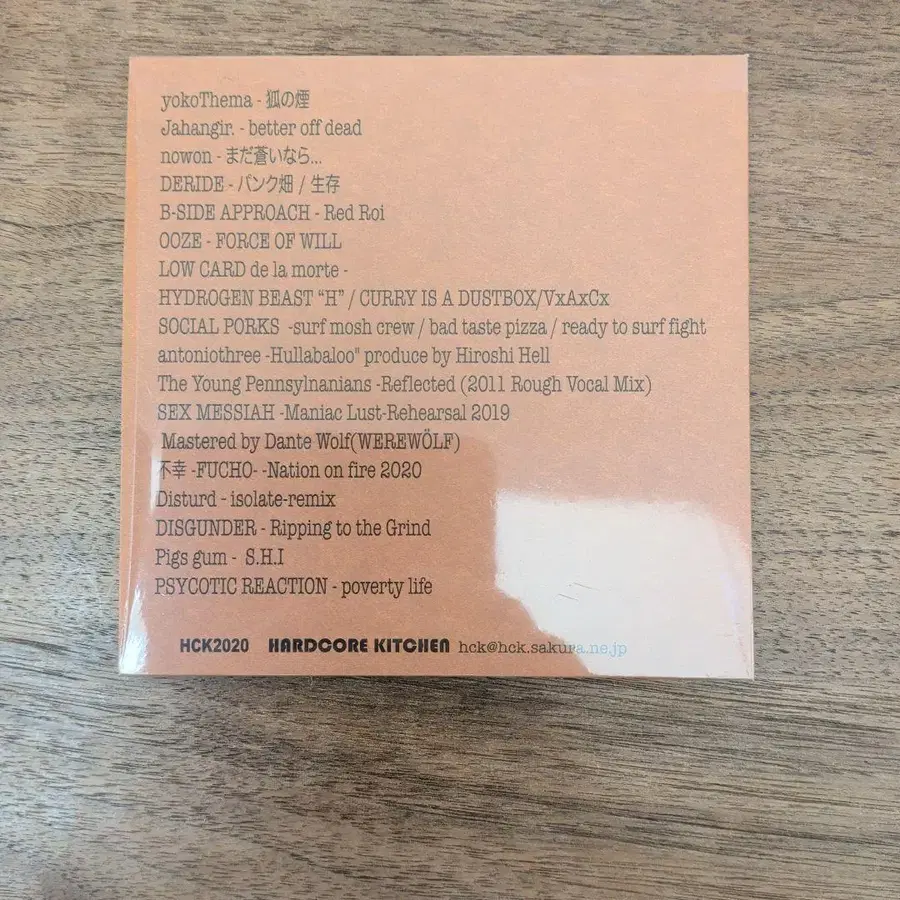 yokoThema - 狐の煙
Jahangir. - better off dead
nowon - まだ蒼いなら...
DERIDE - パンク畑 / 生存
B-SIDE APPROACH - Red Roi
OOZE - FORCE OF WILL
LOW CARD de la morte -
HYDROGEN BEAST “H” / CURRY IS A DUSTBOX/VxAxCx
SOCIAL PORKS -surf mosh crew / bad taste pizza / ready to surf fight
antoniothree -Hullabaloo" produce by Hiroshi Hell
The Young Pennsylnanians -Reflected (2011 Rough Vocal Mix)
SEX MESSIAH -Maniac Lust-Rehearsal 2019
Mastered by Dante Wolf(WEREWÖLF)
不幸 -FUCHO- -Nation on fire 2020
Disturd - isolate-remix
DISGUNDER - Ripping to the Grind
Pigs gum - S.H.I
PSYCOTIC REACTION - poverty life
HCK2020 HARDCORE KITCHEN hck@hck.sakura.ne.jp